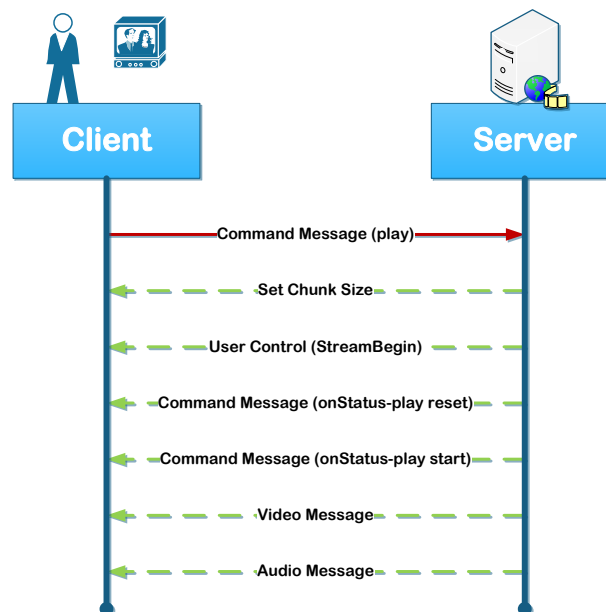 Client
Server
Command Message (play)
Set Chunk Size
User Control (StreamBegin)
Command Message (onStatus-play reset)
Command Message (onStatus-play start)
Video Message
Audio Message